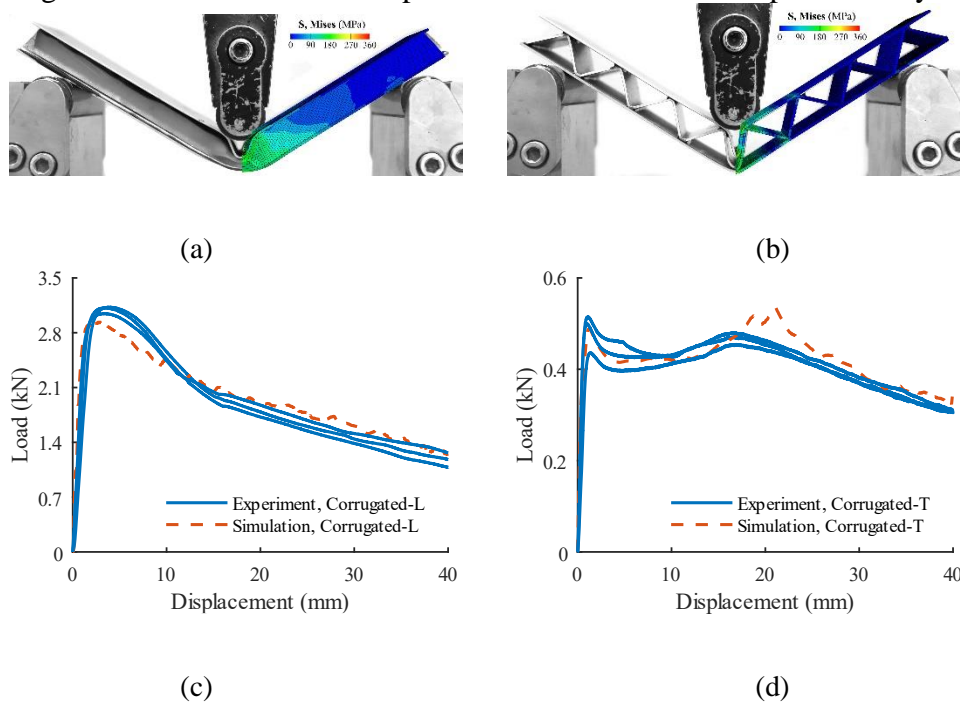 S, Mises (MPa)
0 90 180 270 360
S, Mises (MPa)
0 90 180 270 360
(a)
(b)
3.5
2.8
2.1
1.4
0.7
0
Load (kN)
Experiment, Corrugated-L
Simulation, Corrugated-L
0 10 20 30 40
Displacement (mm)
0.6
0.4
0.2
0
Load (kN)
Experiment, Corrugated-T
Simulation, Corrugated-T
0 10 20 30 40
Displacement (mm)
(c)
(d)